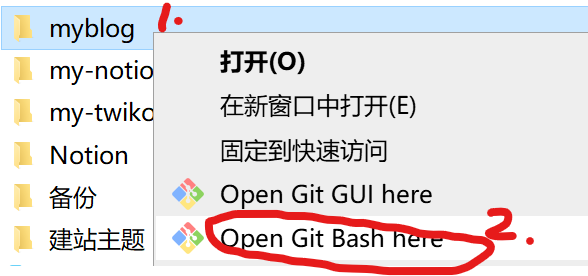 myblog
1.
my-notio
my-twiko
Notion
备份
建站主题
打开(O)
在新窗口中打开(E)
固定到快速访问
Open Git GUI here
Open Git Bash here
2.